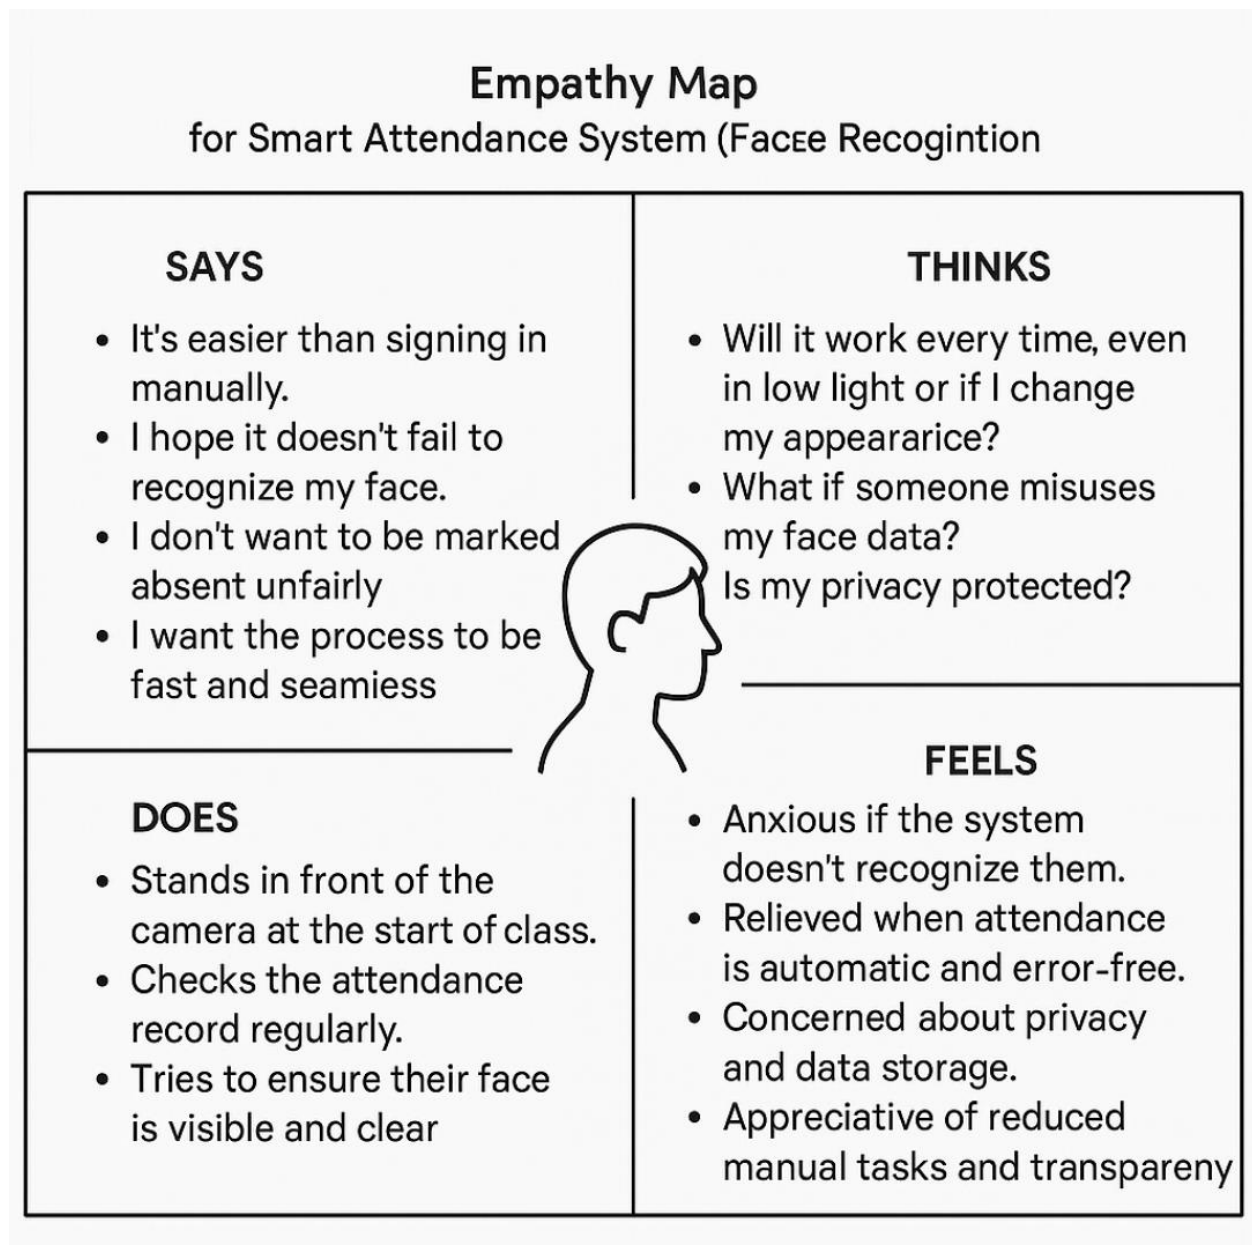 Empathy Map
for Smart Attendance System (FacEe Recogintion
SAYS
• It's easier than signing in
manually.
• I hope it doesn't fail to
recognize my face.
• I don't want to be marked
absent unfairly
• I want the process to be
fast and seamiess
THINKS
• Will it work every time, even
in low light or if I change
my appeararice?
• What if someone misuses
my face data?
Is my privacy protected?
DOES
• Stands in front of the
camera at the start of class.
• Checks the attendance
record regularly.
• Tries to ensure their face
is visible and clear
FEELS
• Anxious if the system
doesn't recognize them.
• Relieved when attendance
is automatic and error-free.
• Concerned about privacy
and data storage.
• Appreciative of reduced
manual tasks and transpareny